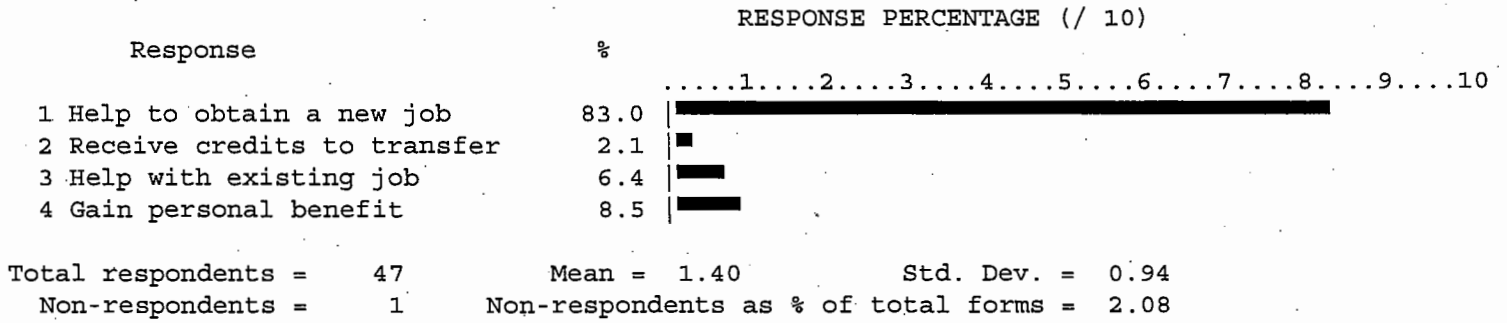 RESPONSE PERCENTAGE (/ 10)
Response %
.....1....2....3....4....5....6....7....8....9....10
1 Help to obtain a new job 83.0
2 Receive credits to transfer 2.1
3 Help with existing job 6.4
4 Gain personal benefit 8.5
Total respondents = 47 Mean = 1.40 Std. Dev. = 0.94
Non-respondents = 1 Non-respondents as % of total forms = 2.08